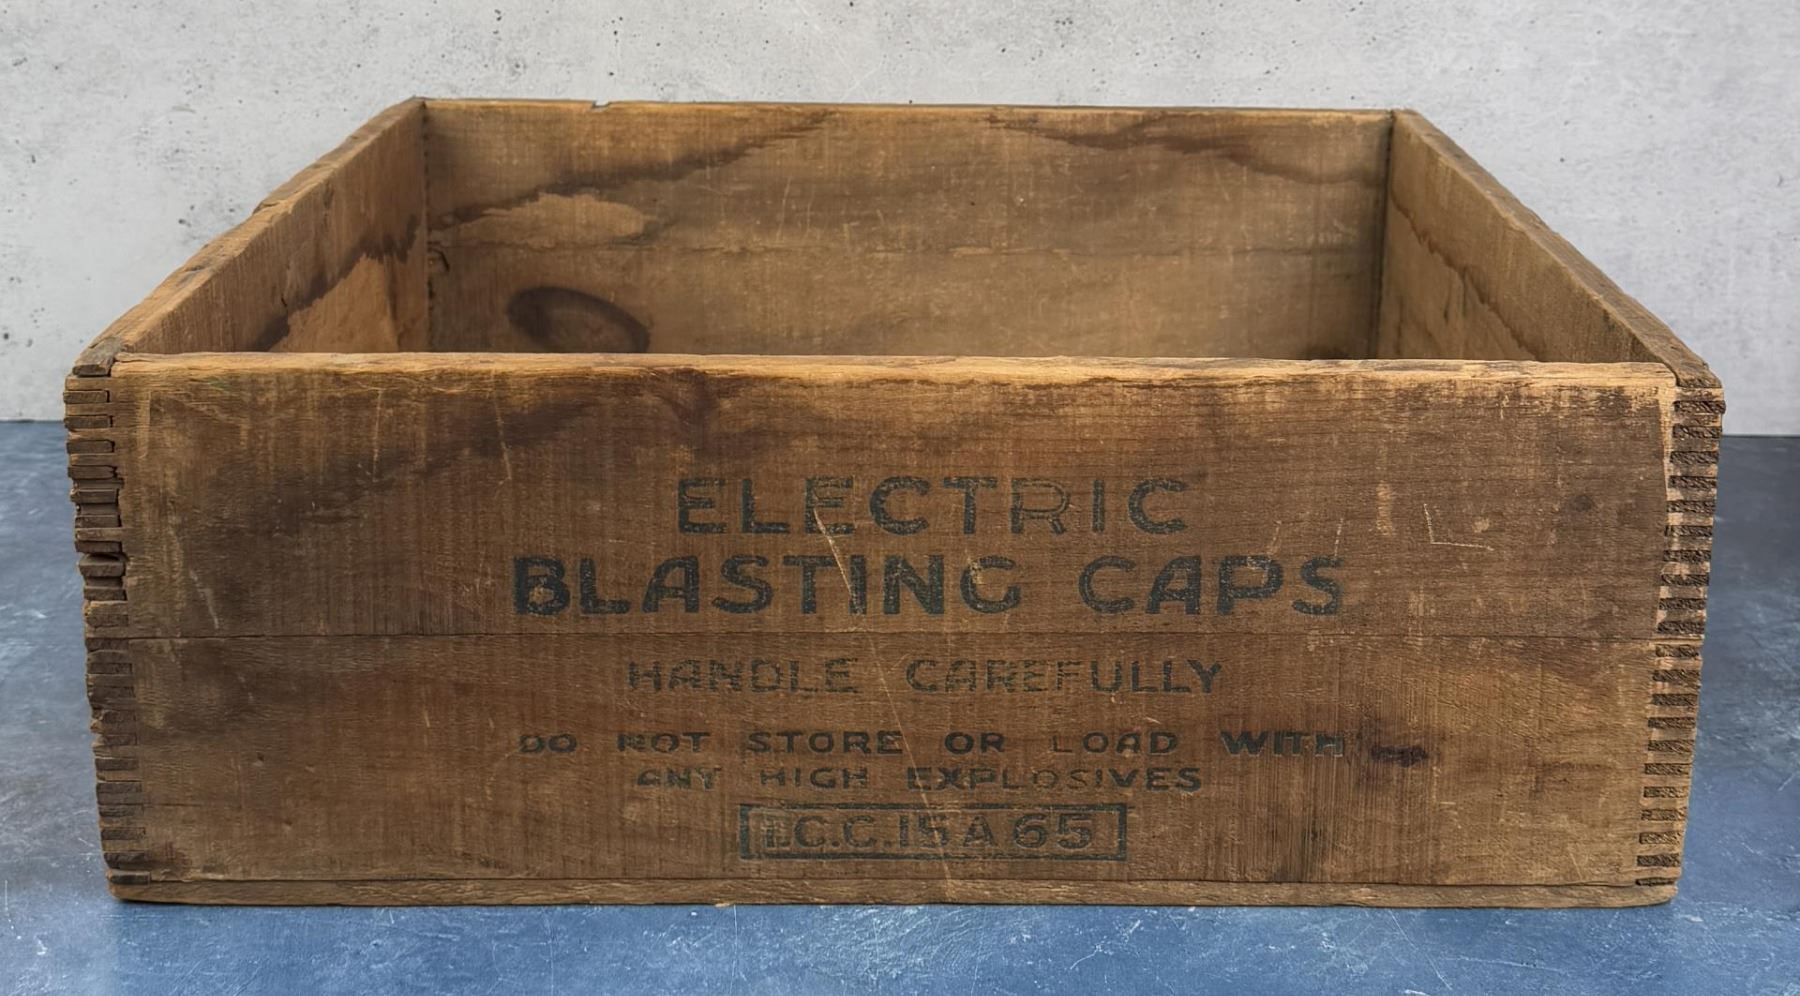 ELECTRIC
BLASTING CAPS
HANDLE CAREFULLY
DO NOT STORE OR LOAD WITH
ANY HIGH EXPLOSIVES
I.C.C.15A65